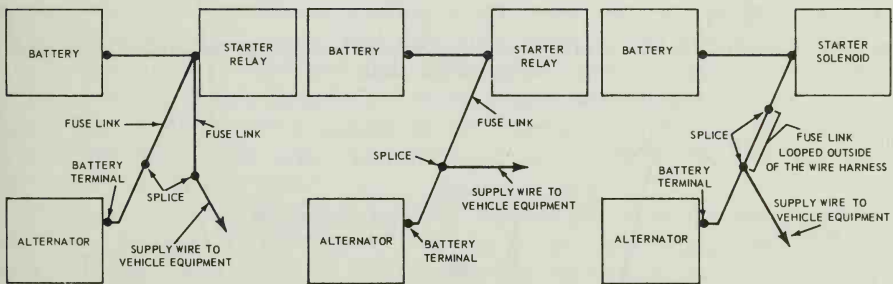 BATTERY
STARTER
RELAY
FUSE LINK
FUSE LINK
BATTERY
TERMINAL
SPLICE
ALTERNATOR
SUPPLY WIRE TO
VEHICLE EQUIPMENT
BATTERY
STARTER
RELAY
FUSE LINK
SPLICE
SUPPLY WIRE TO
VEHICLE EQUIPMENT
ALTERNATOR
BATTERY
TERMINAL
BATTERY
STARTER
SOLENOID
SPLICE
FUSE LINK
LOOPED OUTSIDE
OF THE WIRE HARNESS
BATTERY
TERMINAL
SUPPLY WIRE TO
VEHICLE EQUIPMENT
ALTERNATOR